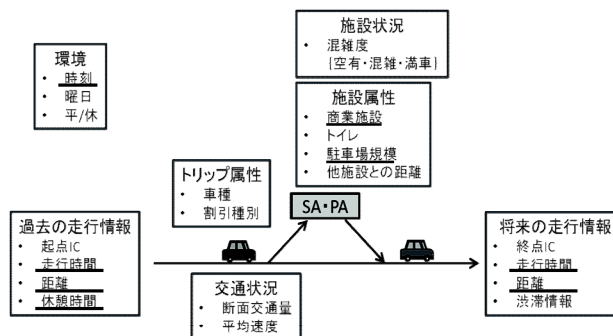 施設状況
• 混雑度
{空有・混雑・満車}
環境
• 時刻
• 曜日
• 平/休
施設属性
• 商業施設
• トイレ
• 駐車場規模
• 他施設との距離
トリップ属性
• 車種
• 割引種別
SA・PA
過去の走行情報
• 起点IC
• 走行時間
• 距離
• 休憩時間
将来の走行情報
• 終点IC
• 走行時間
• 距離
• 渋滞情報
交通状況
• 断面交通量
• 平均速度